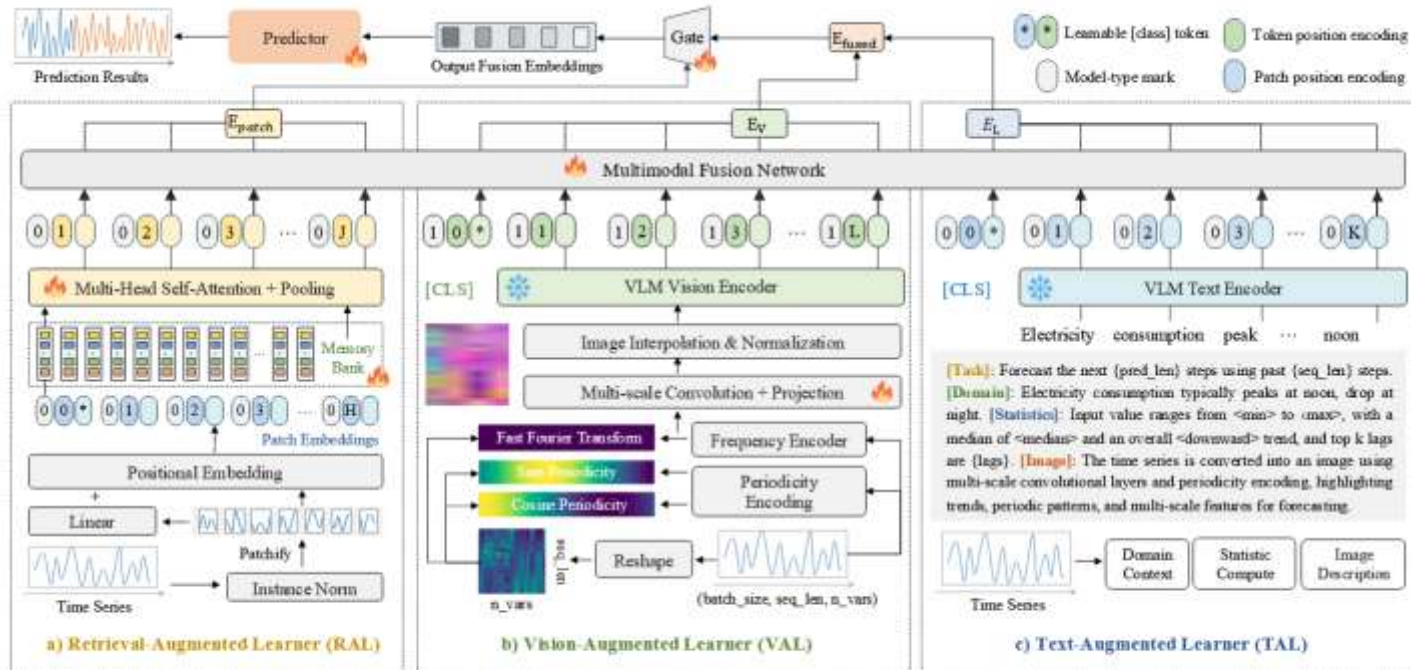 Prediction Results
Predictor
Output Fusion Embeddings
Gate
E_fused
* * Learnable [class] token
Token position encoding
Model-type mark
Patch position encoding
E_patch
E_V
E_L
Multimodal Fusion Network
0 1 0 2 0 3 ... 0 J
1 0 * 1 1 1 2 1 3 ... 1 L
0 0 * 0 1 0 2 0 3 ... 0 K
Multi-Head Self-Attention + Pooling
Memory
Bank
0 0 * 0 1 0 2 0 3 ... 0 H
Patch Embeddings
Positional Embedding
+
Linear
Patchify
Instance Norm
Time Series
a) Retrieval-Augmented Learner (RAL)
[CLS]
VLM Vision Encoder
Image Interpolation & Normalization
Multi-scale Convolution + Projection
Fast Fourier Transform
Frequency Encoder
Sine Periodicity
Cosine Periodicity
Periodicity
Encoding
seq_len
n_vars
Reshape
(batch_size, seq_len, n_vars)
b) Vision-Augmented Learner (VAL)
[CLS]
VLM Text Encoder
Electricity consumption peak ... noon
[Task]: Forecast the next {pred_len} steps using past {seq_len} steps.
[Domain]: Electricity consumption typically peaks at noon, drop at
night. [Statistics]: Input value ranges from <min> to <max>, with a
median of <median> and an overall <downward> trend, and top k lags
are {lags}. [Image]: The time series is converted into an image using
multi-scale convolutional layers and periodicity encoding, highlighting
trends, periodic patterns, and multi-scale features for forecasting.
Time Series
Domain
Context
Statistic
Compute
Image
Description
c) Text-Augmented Learner (TAL)